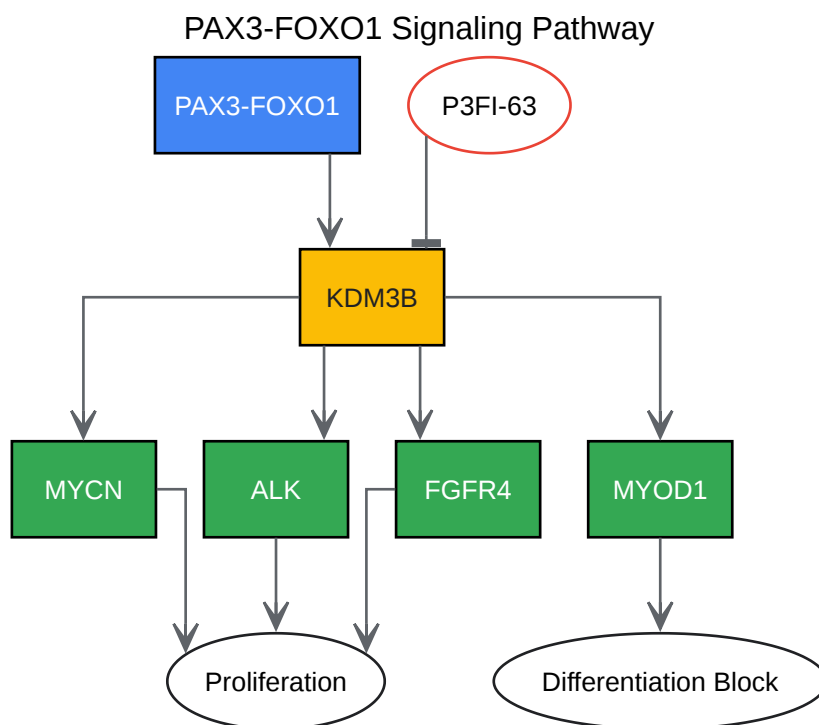 PAX3-FOXO1 Signaling Pathway
PAX3-FOXO1
P3FI-63
KDM3B
MYCN
ALK
FGFR4
MYOD1
Proliferation
Differentiation Block